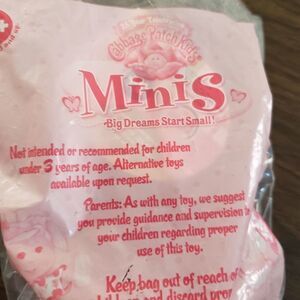 Cabbage Patch Kids
Minis
Big Dreams Start Small!
Not intended or recommended for children
under 3 years of age. Alternative toys
available upon request.
Parents: As with any toy, we suggest
you provide guidance and supervision to
your children regarding proper
use of this toy.
Keep bag out of reach of
and discard